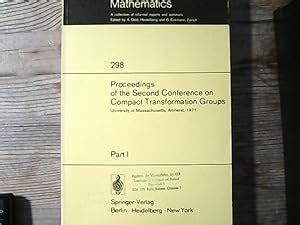 Mathematics
A collection of informal reports and seminars
Edited by A. Dold, Heidelberg and B. Eckmann, Zürich
298
Proceedings
of the Second Conference on
Compact Transformation Groups
University of Massachusetts, Amherst, 1971
Part I
Springer-Verlag
Berlin · Heidelberg · New York